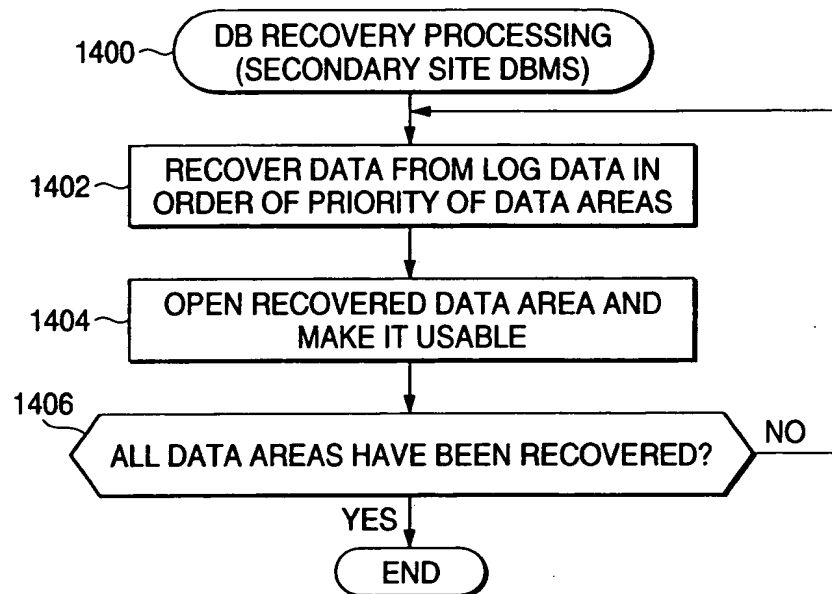 1400
DB RECOVERY PROCESSING
(SECONDARY SITE DBMS)
1402
RECOVER DATA FROM LOG DATA IN
ORDER OF PRIORITY OF DATA AREAS
1404
OPEN RECOVERED DATA AREA AND
MAKE IT USABLE
1406
ALL DATA AREAS HAVE BEEN RECOVERED?
NO
YES
END